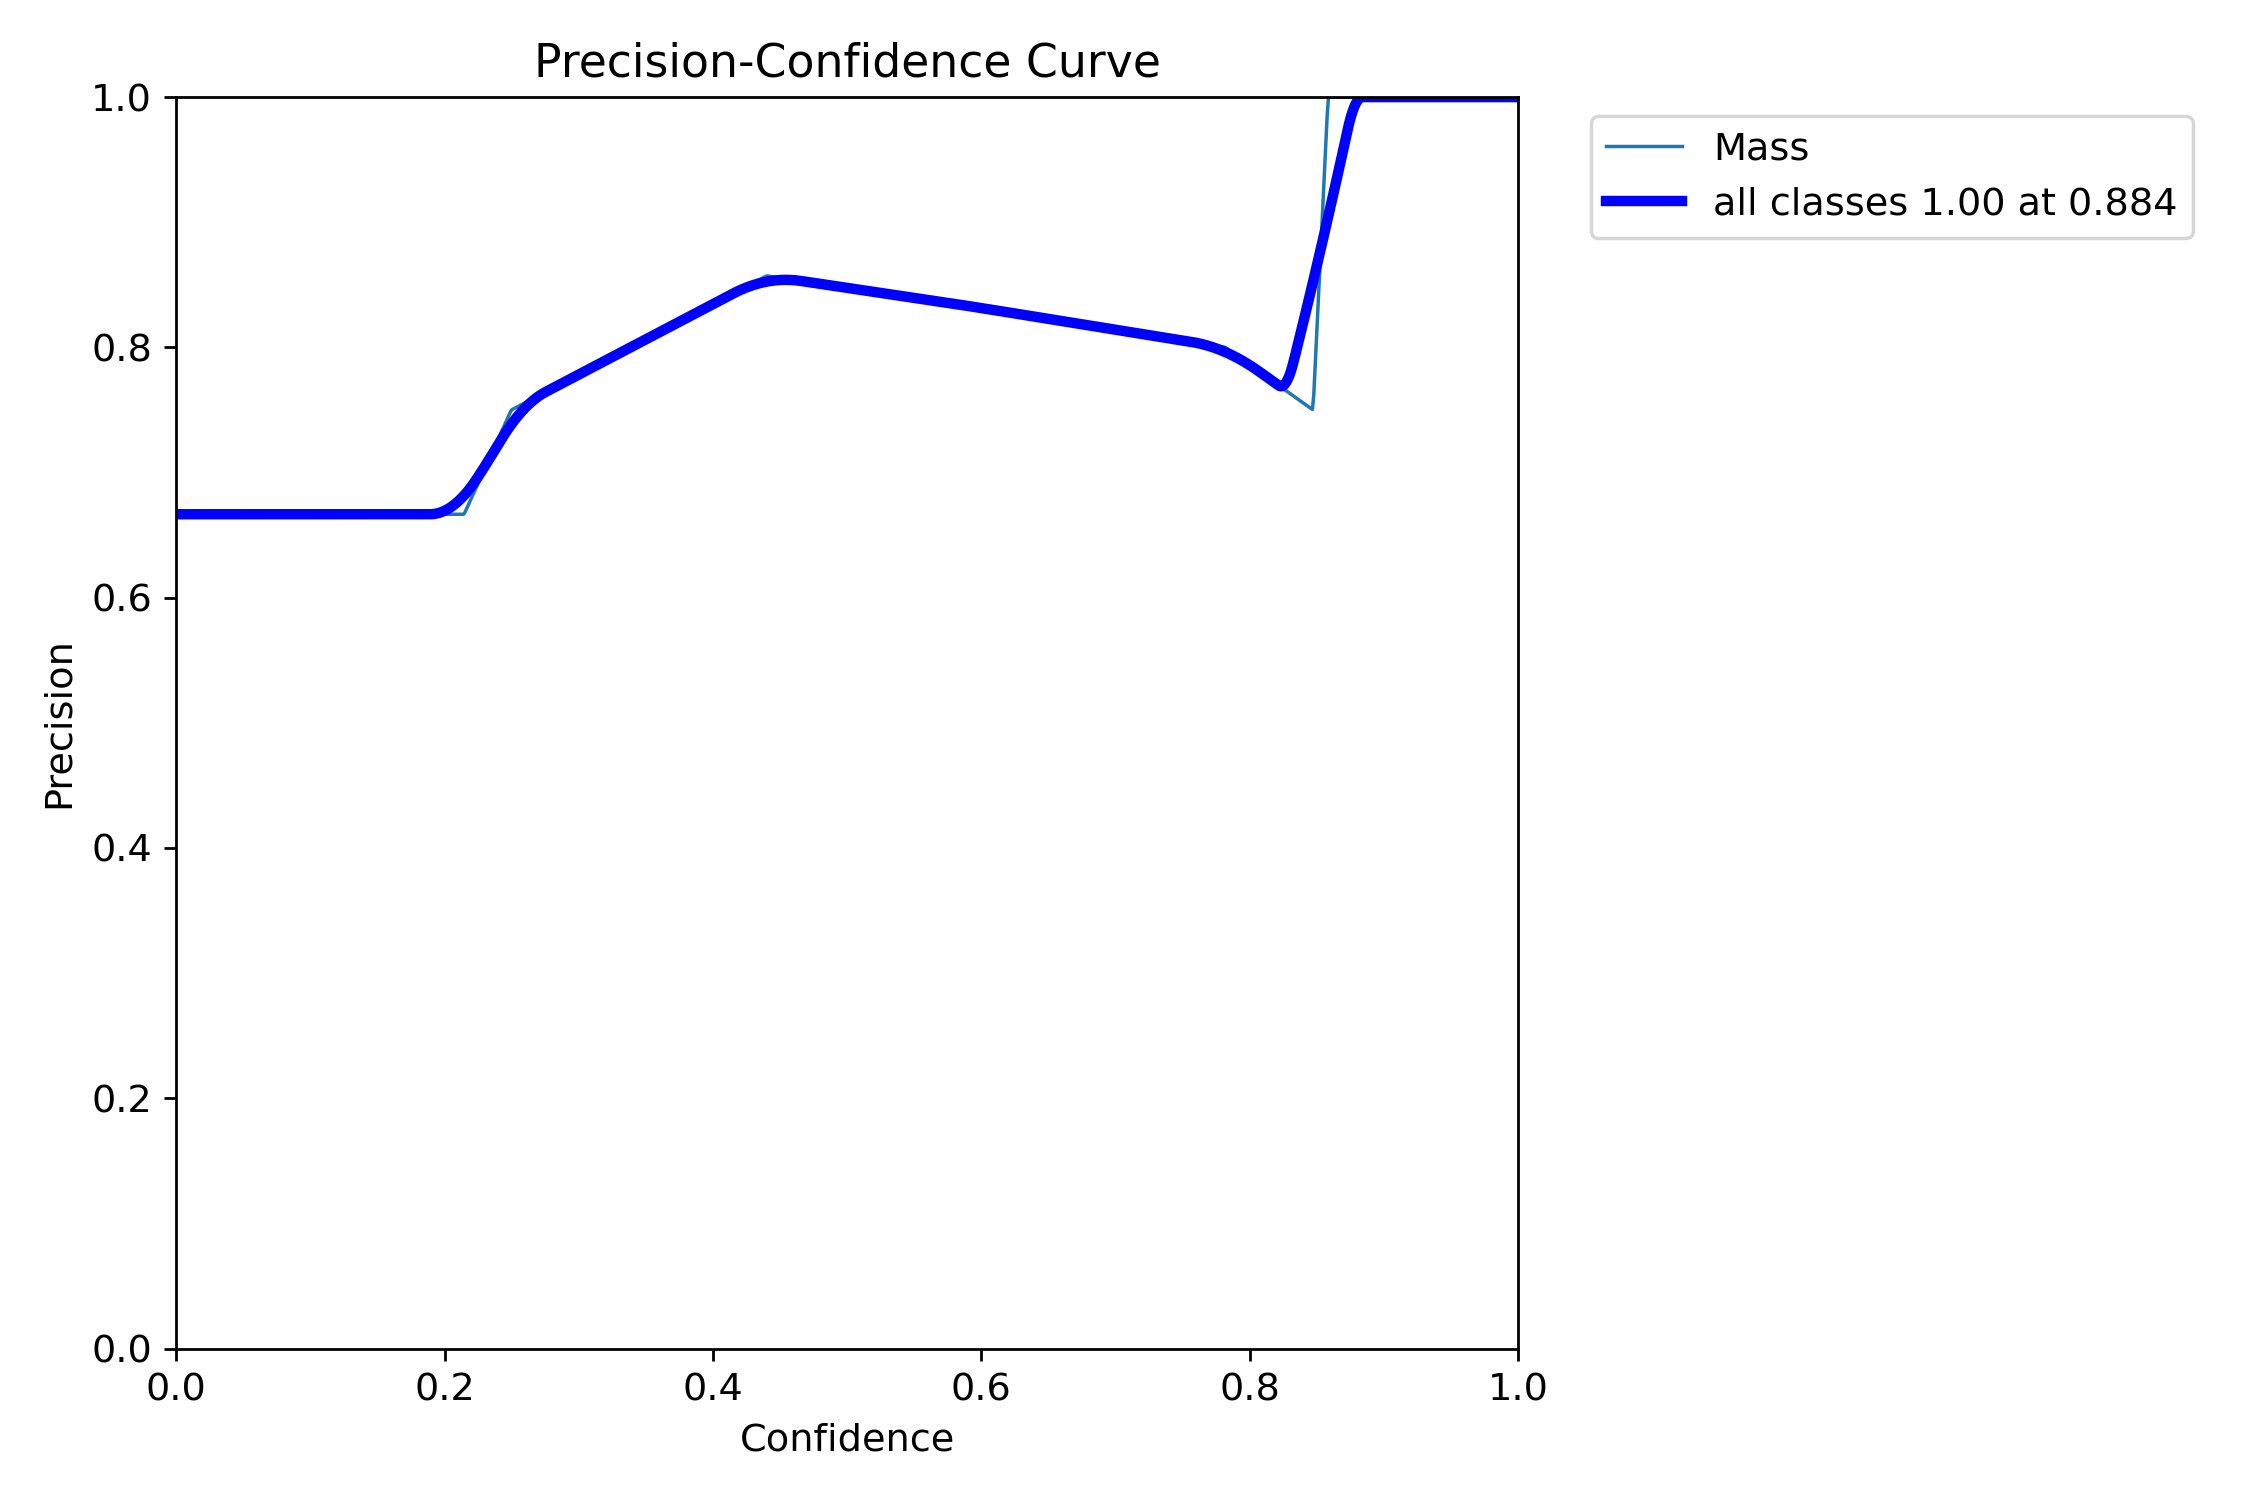 Precision-Confidence Curve
1.0
0.8
0.6
0.4
0.2
0.0
Precision
0.0 0.2 0.4 0.6 0.8 1.0
Confidence
Mass
all classes 1.00 at 0.884